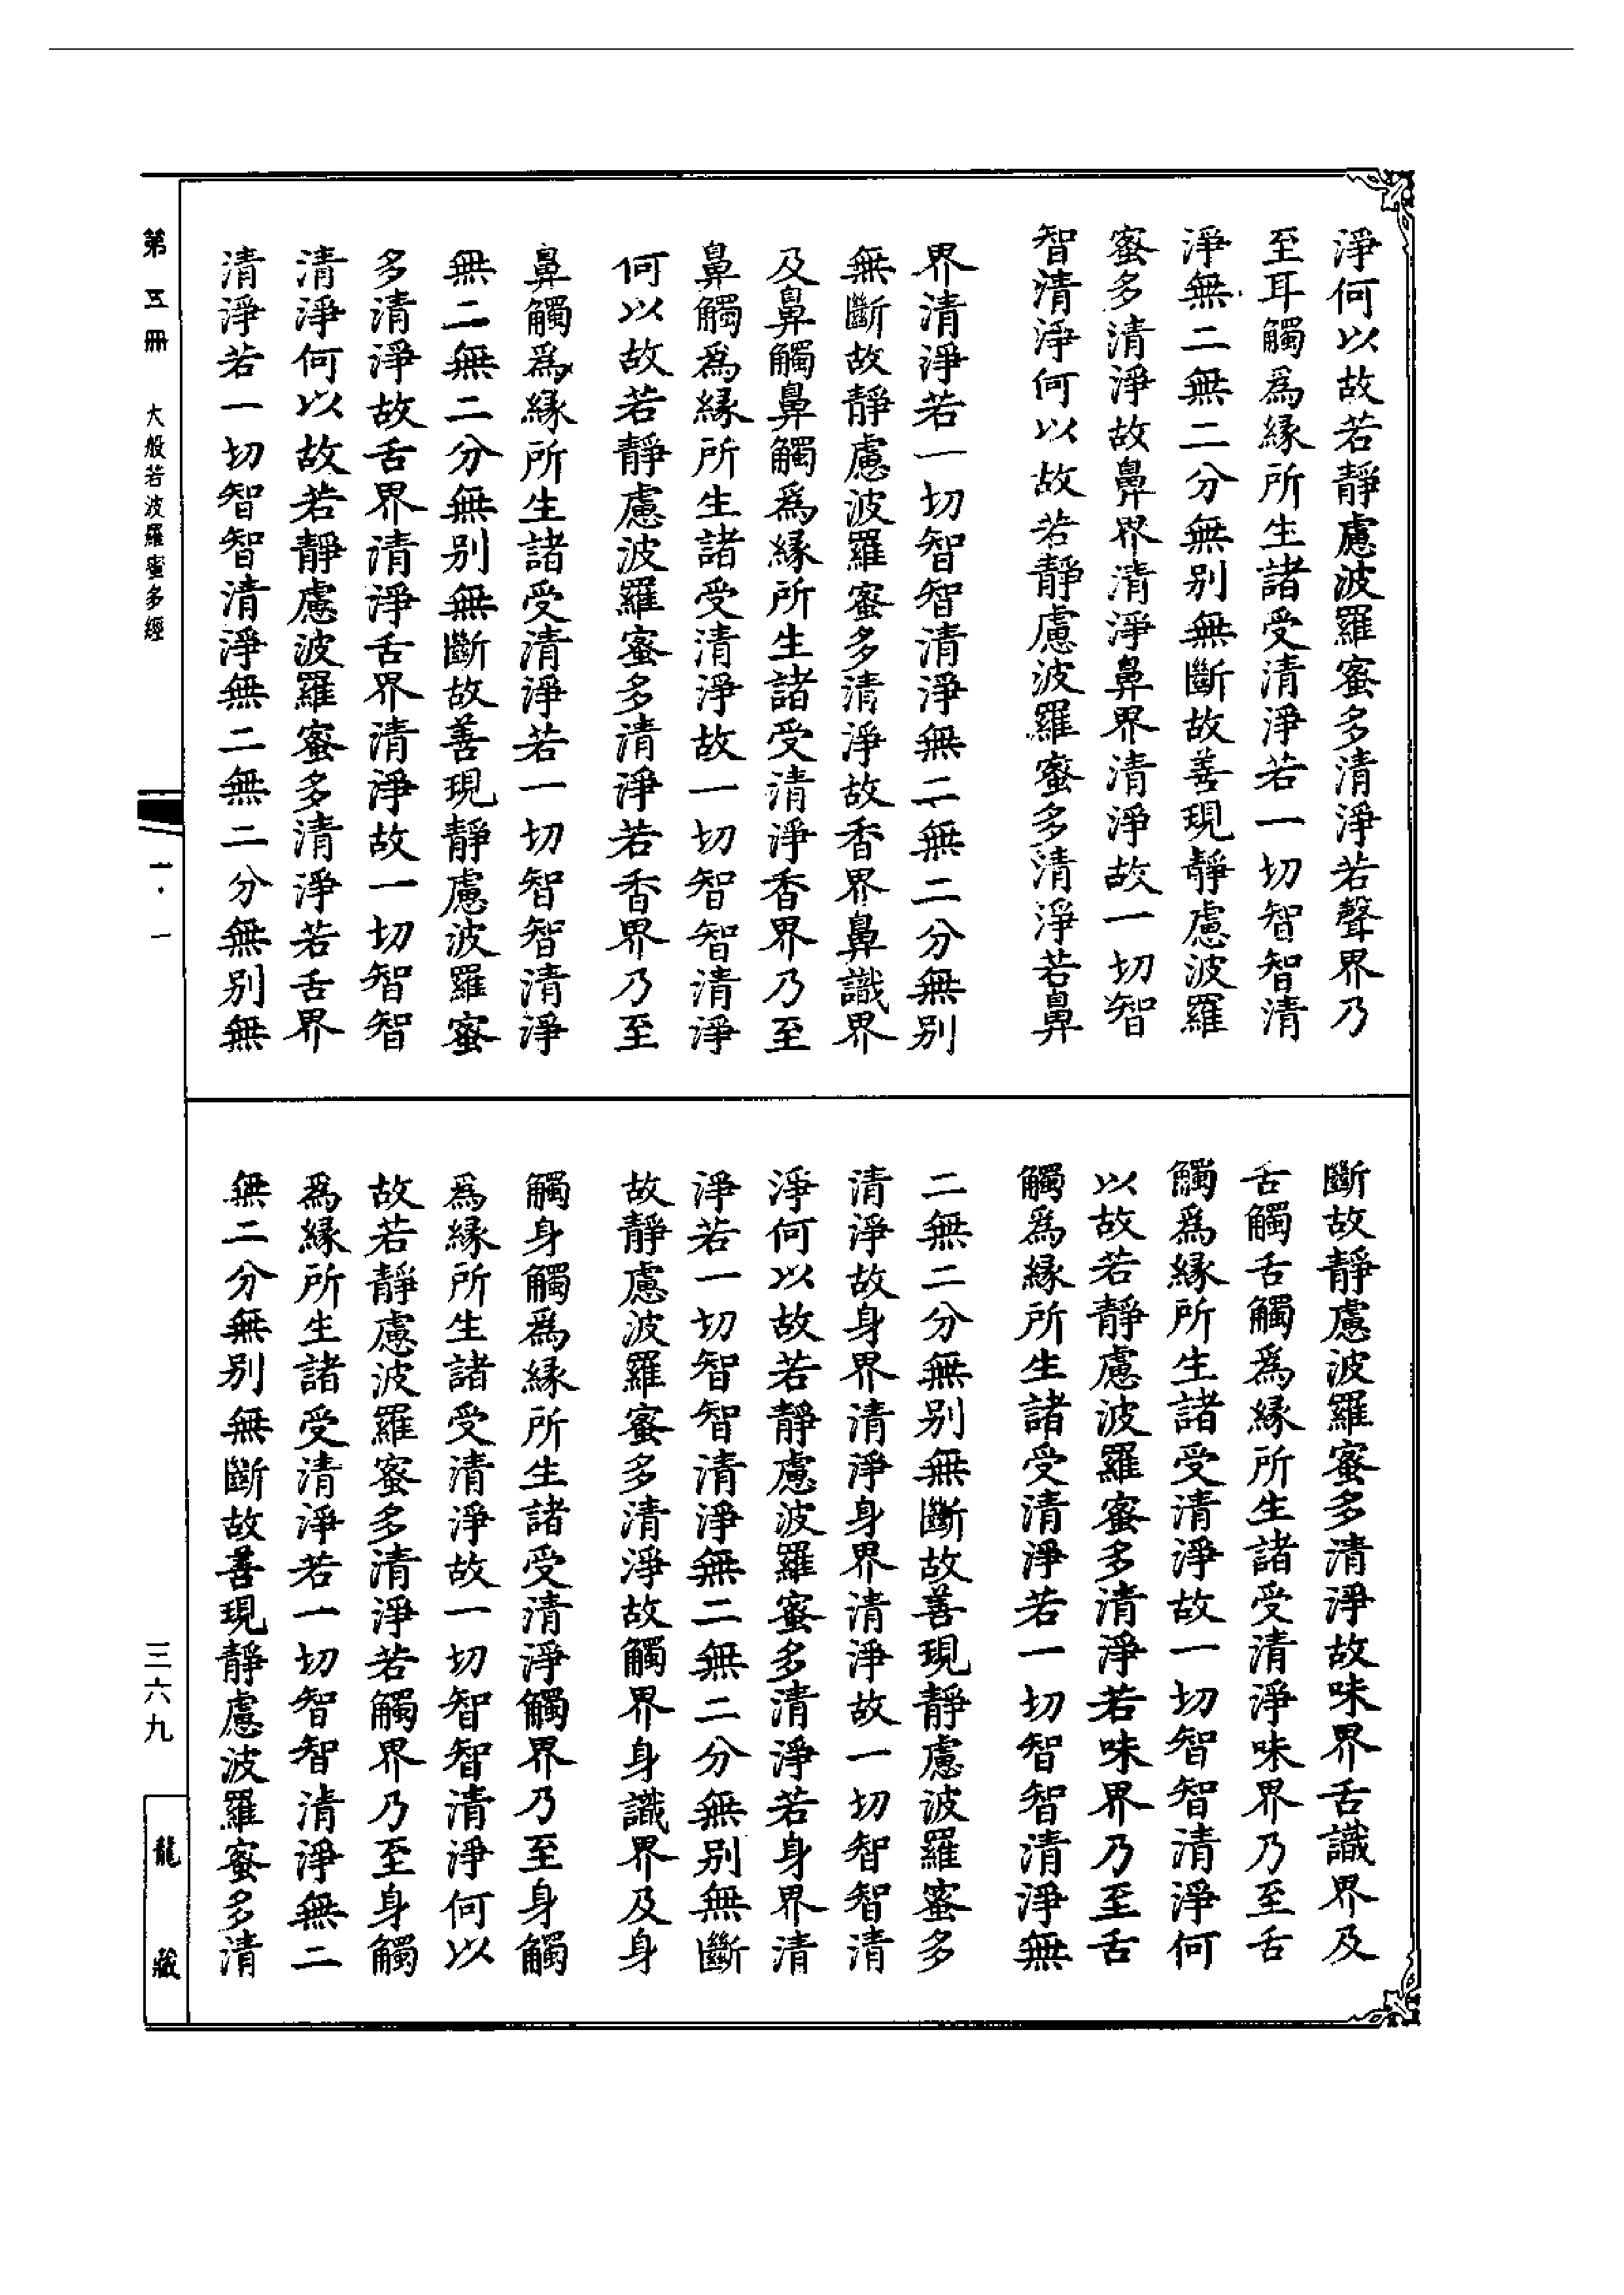 淨何以故若靜慮波羅蜜多清淨若聲界乃
至耳觸爲緣所生諸受清淨若一切智智清
淨無二無二分無別無斷故善現靜慮波羅
蜜多清淨故鼻界清淨鼻界清淨故一切智
智清淨何以故若靜慮波羅蜜多清淨若鼻
界清淨若一切智智清淨無二無二分無別
無斷故靜慮波羅蜜多清淨故香界鼻識界
及鼻觸鼻觸爲緣所生諸受清淨香界乃至
鼻觸爲緣所生諸受清淨故一切智智清淨
何以故若靜慮波羅蜜多清淨若香界乃至
鼻觸爲緣所生諸受清淨若一切智智清淨
無二無二分無別無斷故善現靜慮波羅蜜
多清淨故舌界清淨舌界清淨故一切智智
清淨何以故若靜慮波羅蜜多清淨若舌界
清淨若一切智智清淨無二無二分無別無
斷故靜慮波羅蜜多清淨故味界舌識界及
舌觸舌觸爲緣所生諸受清淨味界乃至舌
觸爲緣所生諸受清淨故一切智智清淨何
以故若靜慮波羅蜜多清淨若味界乃至舌
觸爲緣所生諸受清淨若一切智智清淨無
二無二分無別無斷故善現靜慮波羅蜜多
清淨故身界清淨身界清淨故一切智智清
淨何以故若靜慮波羅蜜多清淨若身界清
淨若一切智智清淨無二無二分無別無斷
故靜慮波羅蜜多清淨故觸界身識界及身
觸身觸爲緣所生諸受清淨觸界乃至身觸
爲緣所生諸受清淨故一切智智清淨何以
故若靜慮波羅蜜多清淨若觸界乃至身觸
爲緣所生諸受清淨若一切智智清淨無二
無二分無別無斷故善現靜慮波羅蜜多清
第五冊 大般若波羅蜜多經
一·一
三六九
龍藏